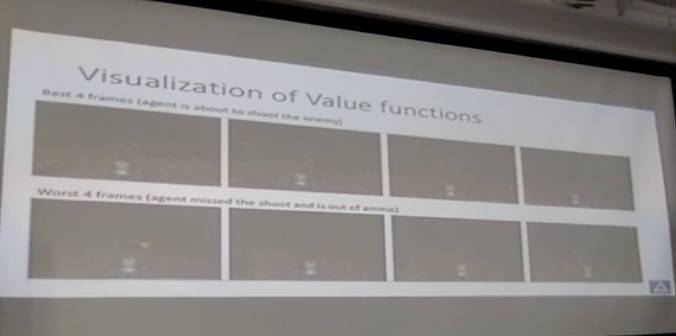 Visualization of Value functions
Best 4 frames (agent is about to shoot the enemy)
Worst 4 frames (agent missed the shoot and is out of ammo)